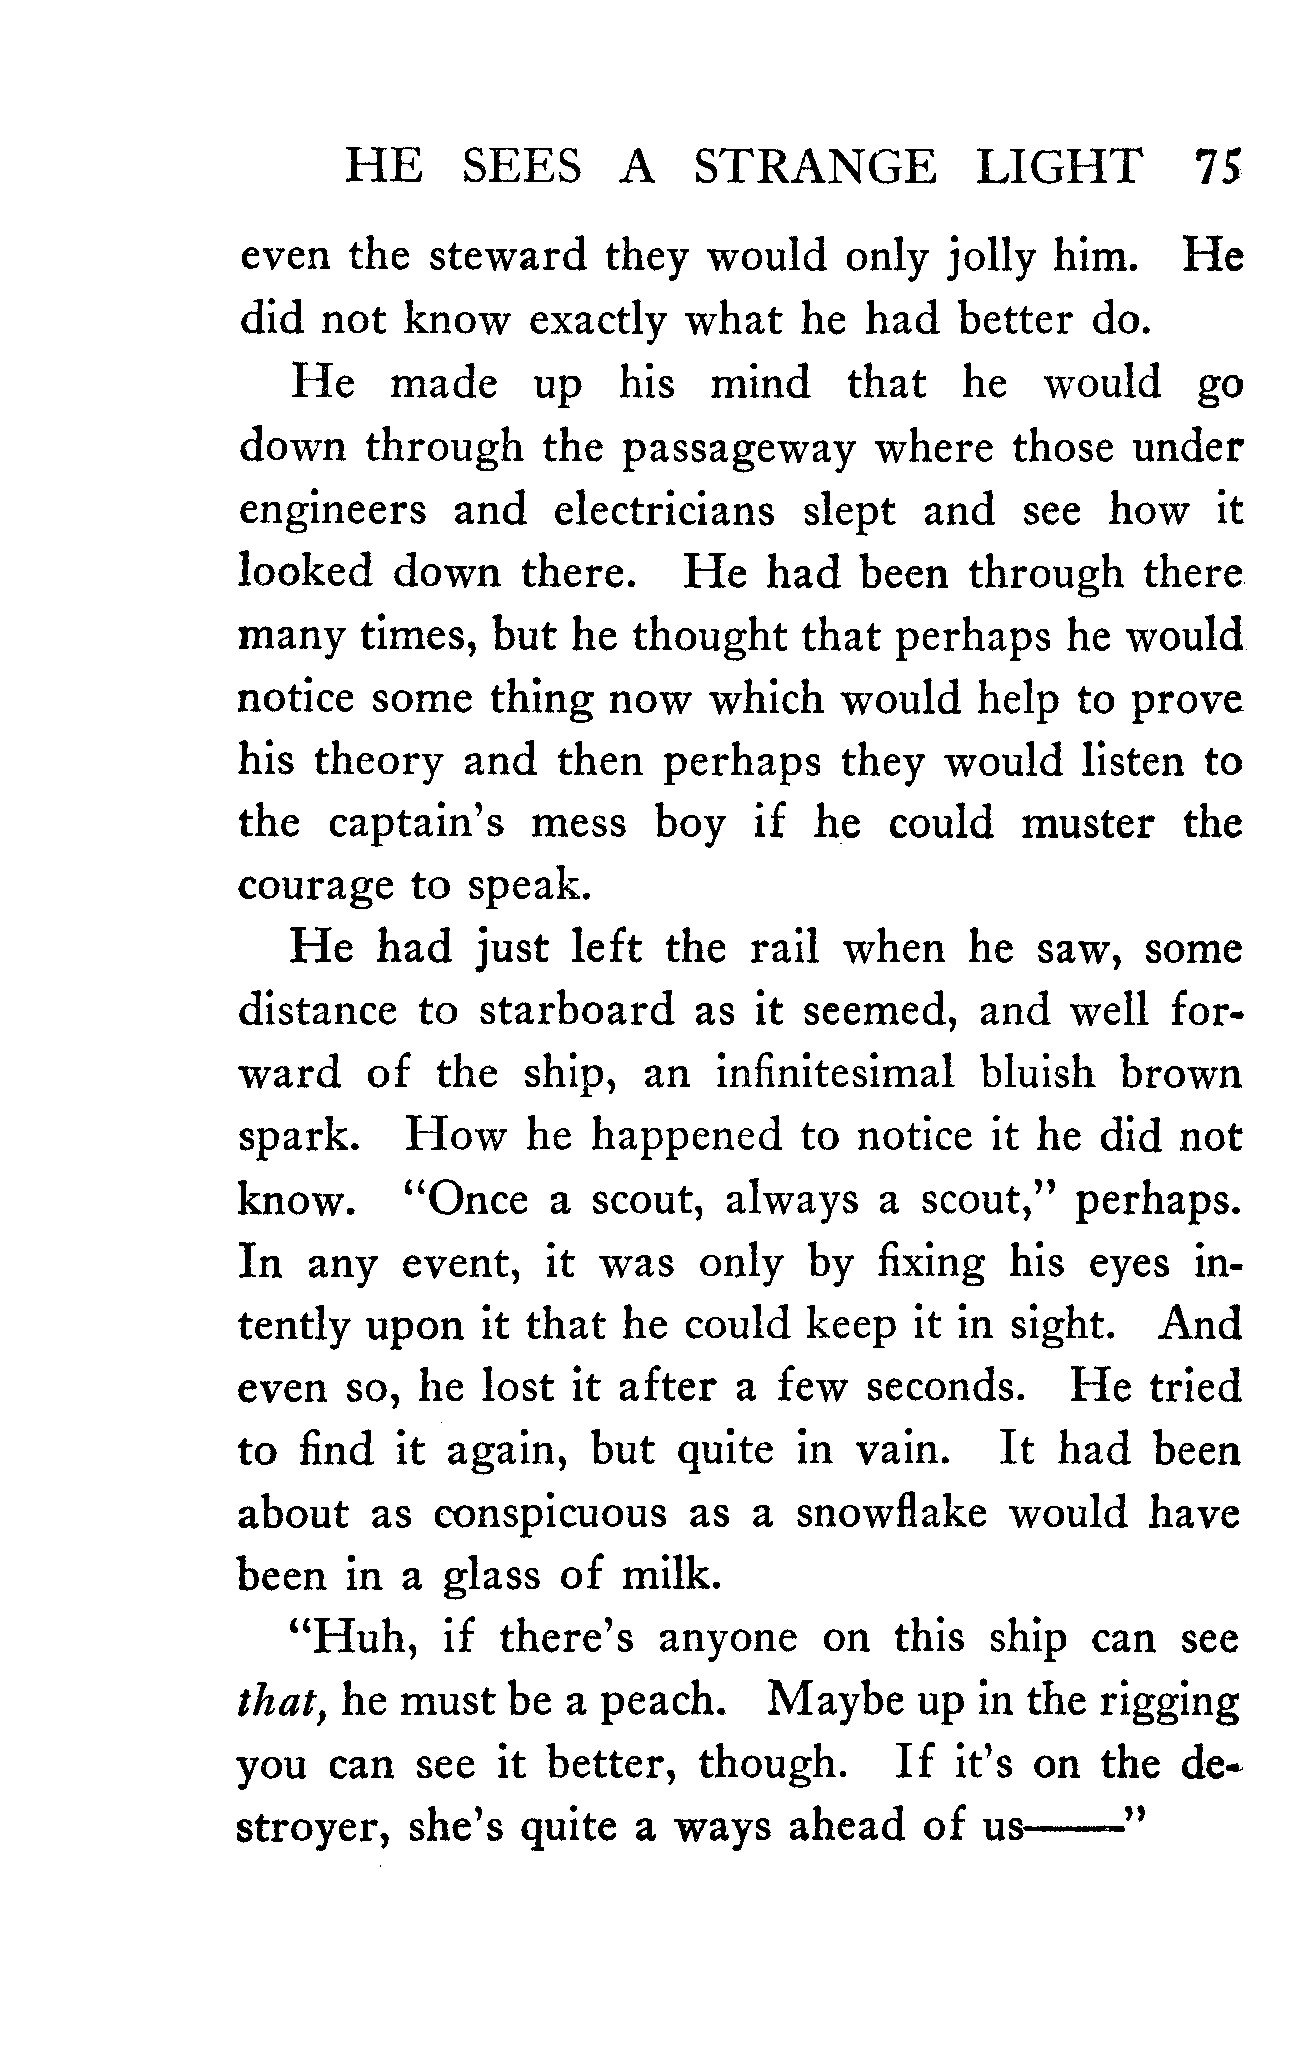 HE SEES A STRANGE LIGHT 75
even the steward they would only jolly him. He
did not know exactly what he had better do.
He made up his mind that he would go
down through the passageway where those under
engineers and electricians slept and see how it
looked down there. He had been through there
many times, but he thought that perhaps he would
notice some thing now which would help to prove
his theory and then perhaps they would listen to
the captain's mess boy if he could muster the
courage to speak.
He had just left the rail when he saw, some
distance to starboard as it seemed, and well for-
ward of the ship, an infinitesimal bluish brown
spark. How he happened to notice it he did not
know. "Once a scout, always a scout," perhaps.
In any event, it was only by fixing his eyes in-
tently upon it that he could keep it in sight. And
even so, he lost it after a few seconds. He tried
to find it again, but quite in vain. It had been
about as conspicuous as a snowflake would have
been in a glass of milk.
"Huh, if there's anyone on this ship can see
that, he must be a peach. Maybe up in the rigging
you can see it better, though. If it's on the de-
stroyer, she's quite a ways ahead of us——"